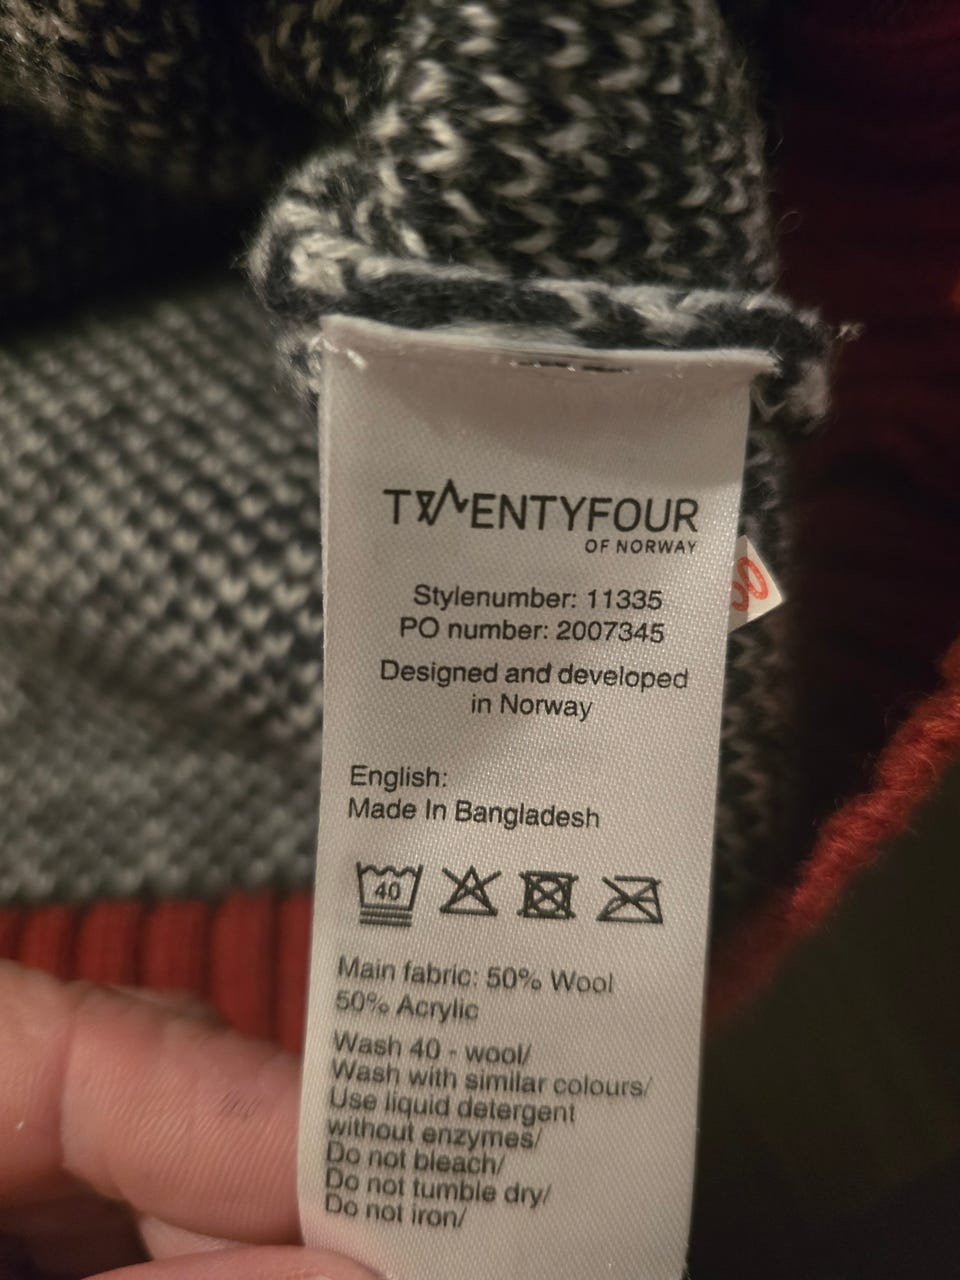 TWENTYFOUR
OF NORWAY
Stylenumber: 11335
PO number: 2007345
Designed and developed
in Norway
English:
Made In Bangladesh
40
Main fabric: 50% Wool
50% Acrylic
Wash 40 - wool/
Wash with similar colours/
Use liquid detergent
without enzymes/
Do not bleach/
Do not tumble dry/
Do not iron/